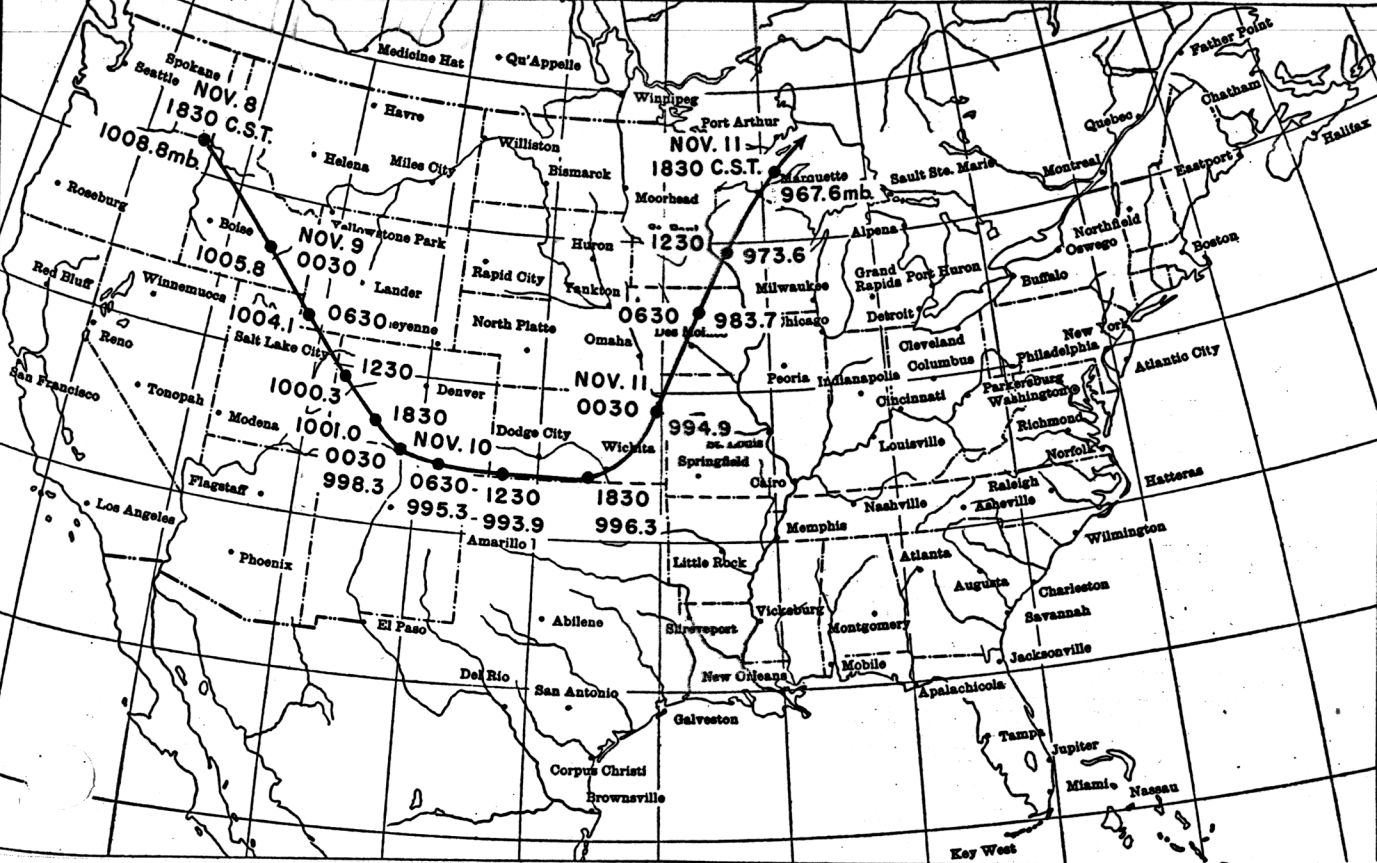 Father Point
Medicine Hat
Qu'Appelle
Spokane
Seattle
NOV. 8
1830 C.S.T.
1008.8mb.
Havre
Winnipeg
Port Arthur
Chatham
Quebec
Halifax
Helena
Miles City
Williston
Bismarck
NOV. 11
1830 C.S.T.
Marquette
967.6mb.
Sault Ste. Marie
Montreal
Eastport
Roseburg
Boise
Yellowstone Park
Moorhead
Huron
1230
973.6
Alpena
Northfield
Oswego
Boston
NOV. 9
0030
1005.8
Red Bluff
Winnemucca
Lander
Rapid City
Yankton
Milwaukee
Grand
Rapids
Port Huron
Buffalo
1004.1
0630
eyenne
North Platte
0630
983.7
Chicago
Detroit
Reno
Salt Lake City
Omaha
Des Moines
Cleveland
New York
Philadelphia
Atlantic City
San Francisco
Tonopah
1000.3
1230
Denver
NOV. 11
0030
Peoria
Indianapolis
Columbus
Cincinnati
Parkersburg
Washington
Modena
1001.0
1830
NOV. 10
Dodge City
Wichita
994.9
St. Louis
Springfield
Louisville
Richmond
Norfolk
0030
998.3
0630
995.3
1230
993.9
1830
996.3
Cairo
Flagstaff
Los Angeles
Phoenix
Amarillo
Memphis
Nashville
Raleigh
Asheville
Hatteras
Wilmington
Little Rock
Atlanta
Augusta
Charleston
Savannah
El Paso
Abilene
Shreveport
Vicksburg
Montgomery
Jacksonville
Del Rio
San Antonio
New Orleans
Mobile
Apalachicola
Galveston
Tampa
Jupiter
Corpus Christi
Brownsville
Miami
Nassau
Key West